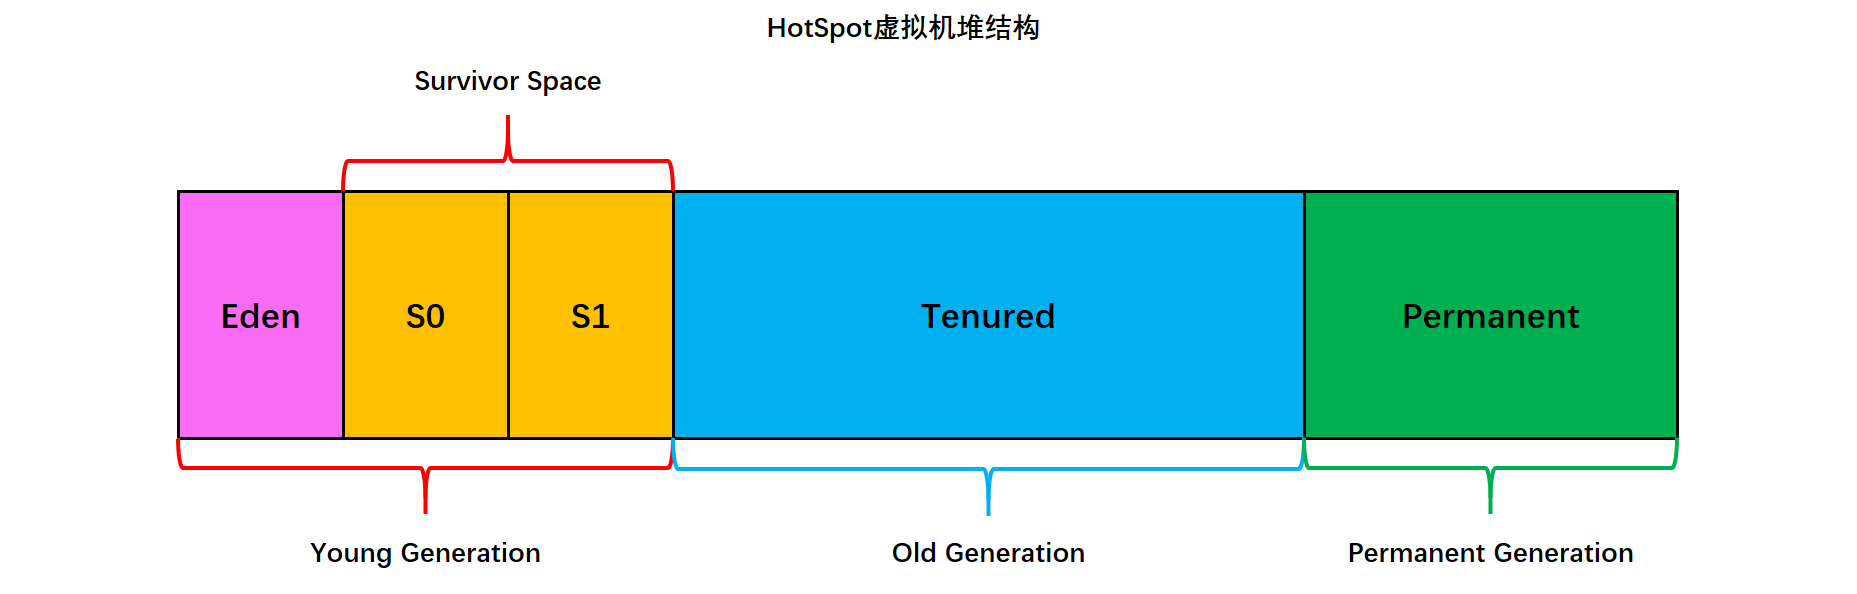 HotSpot虚拟机堆结构
Survivor Space
Eden
S0
S1
Tenured
Permanent
Young Generation
Old Generation
Permanent Generation